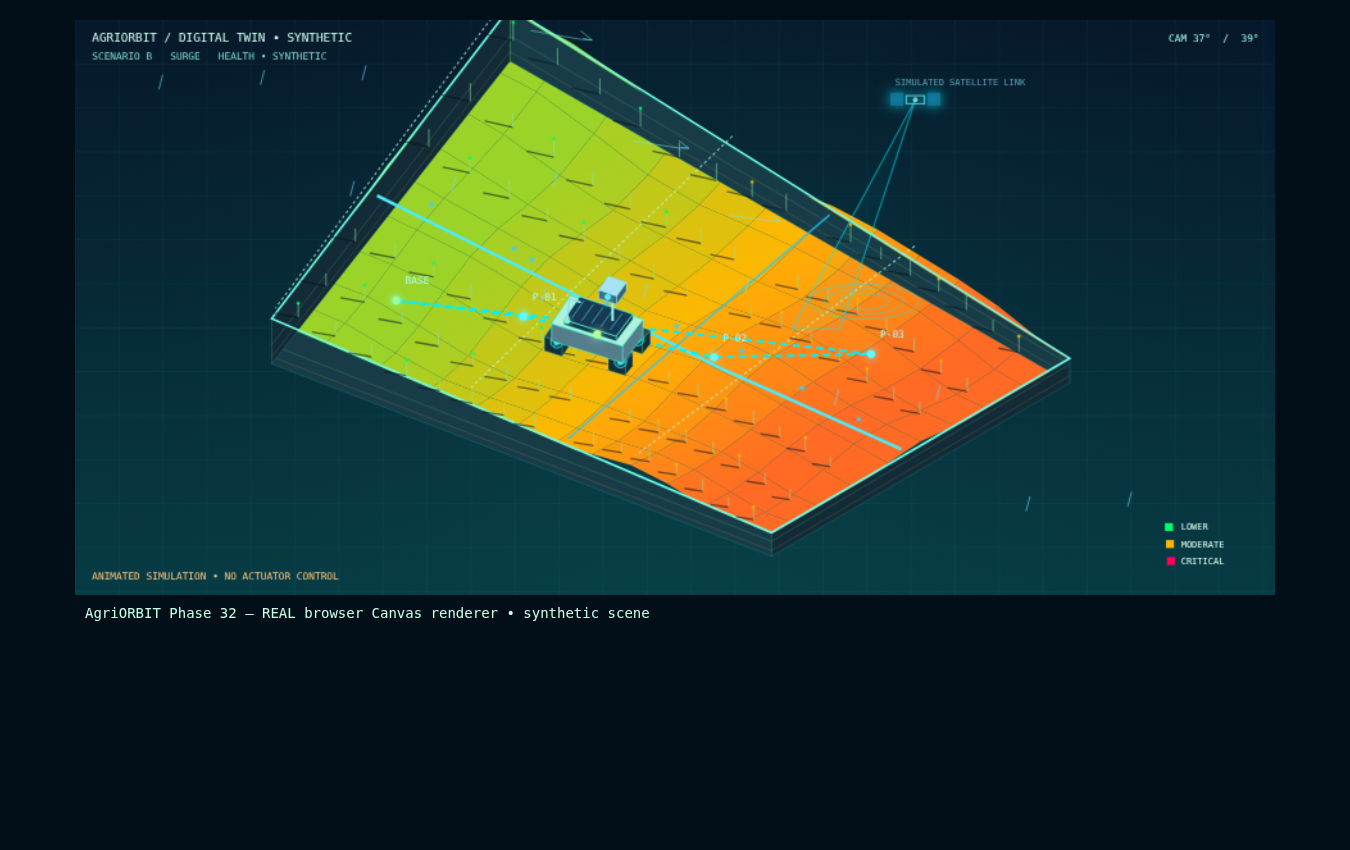 AGRIORBIT / DIGITAL TWIN • SYNTHETIC
CAM 37° / 39°
SCENARIO B SURGE HEALTH • SYNTHETIC
SIMULATED SATELLITE LINK
BASE
P-01
P-02
P-03
LOWER
MODERATE
CRITICAL
ANIMATED SIMULATION • NO ACTUATOR CONTROL
AgriORBIT Phase 32 — REAL browser Canvas renderer • synthetic scene